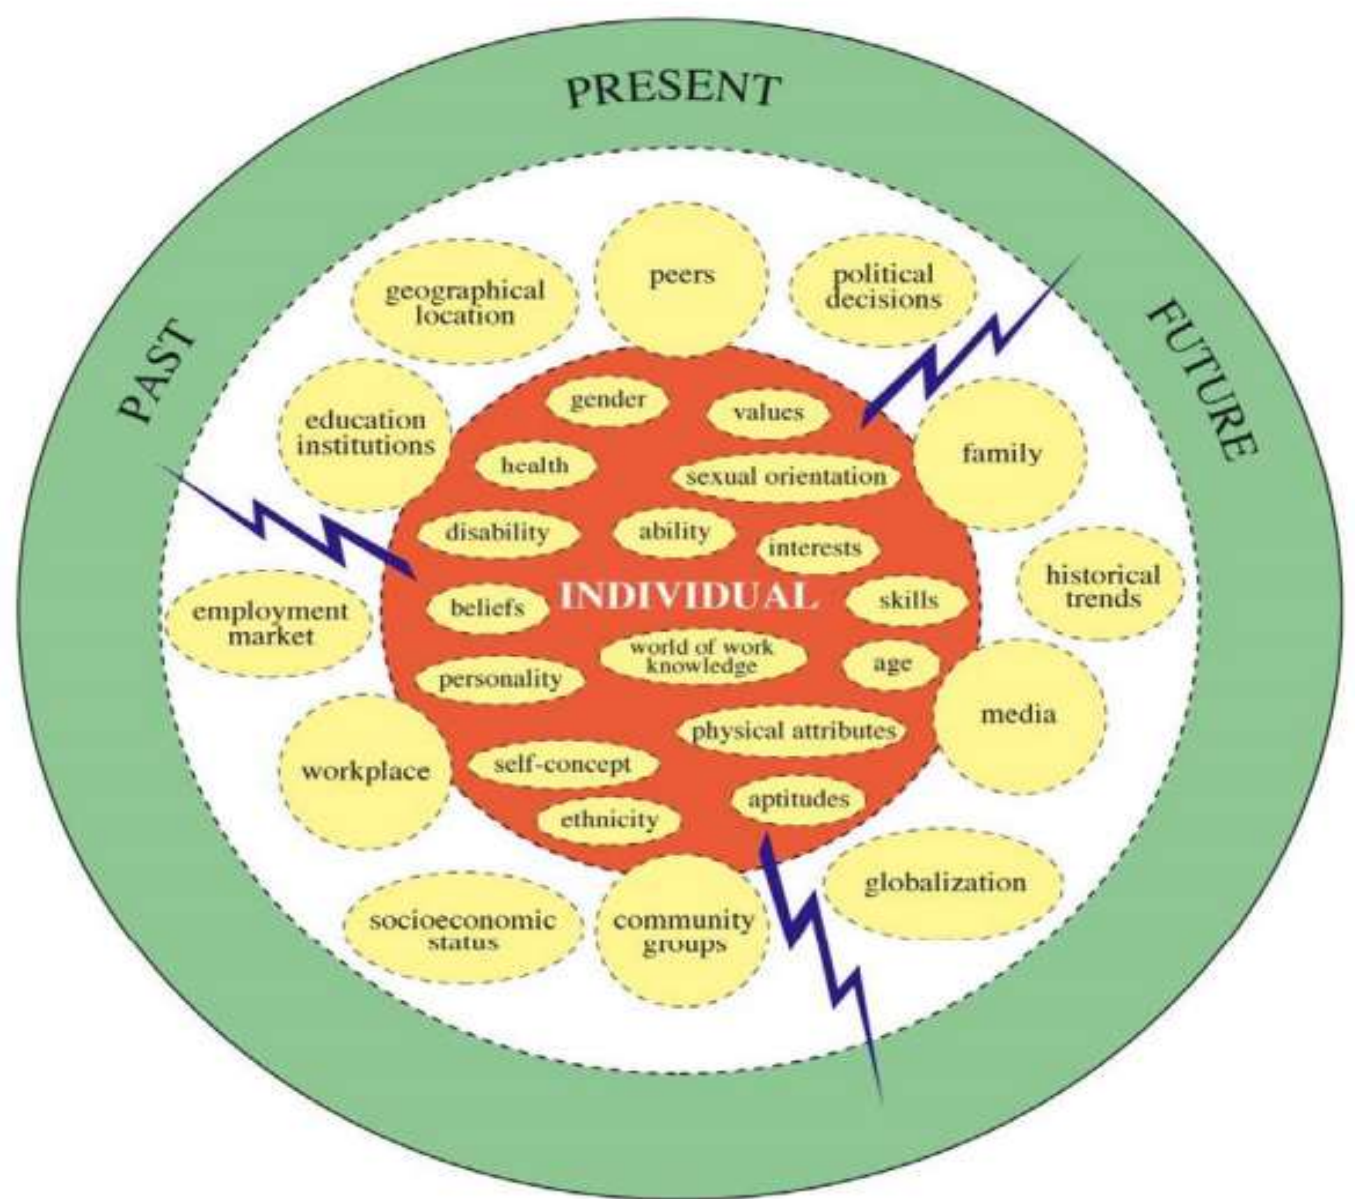 PRESENT
PAST
FUTURE
peers
political
decisions
geographical
location
education
institutions
family
historical
trends
employment
market
media
workplace
globalization
socioeconomic
status
community
groups
gender
values
health
sexual orientation
disability
ability
interests
beliefs
INDIVIDUAL
skills
world of work
knowledge
age
personality
physical attributes
self-concept
aptitudes
ethnicity